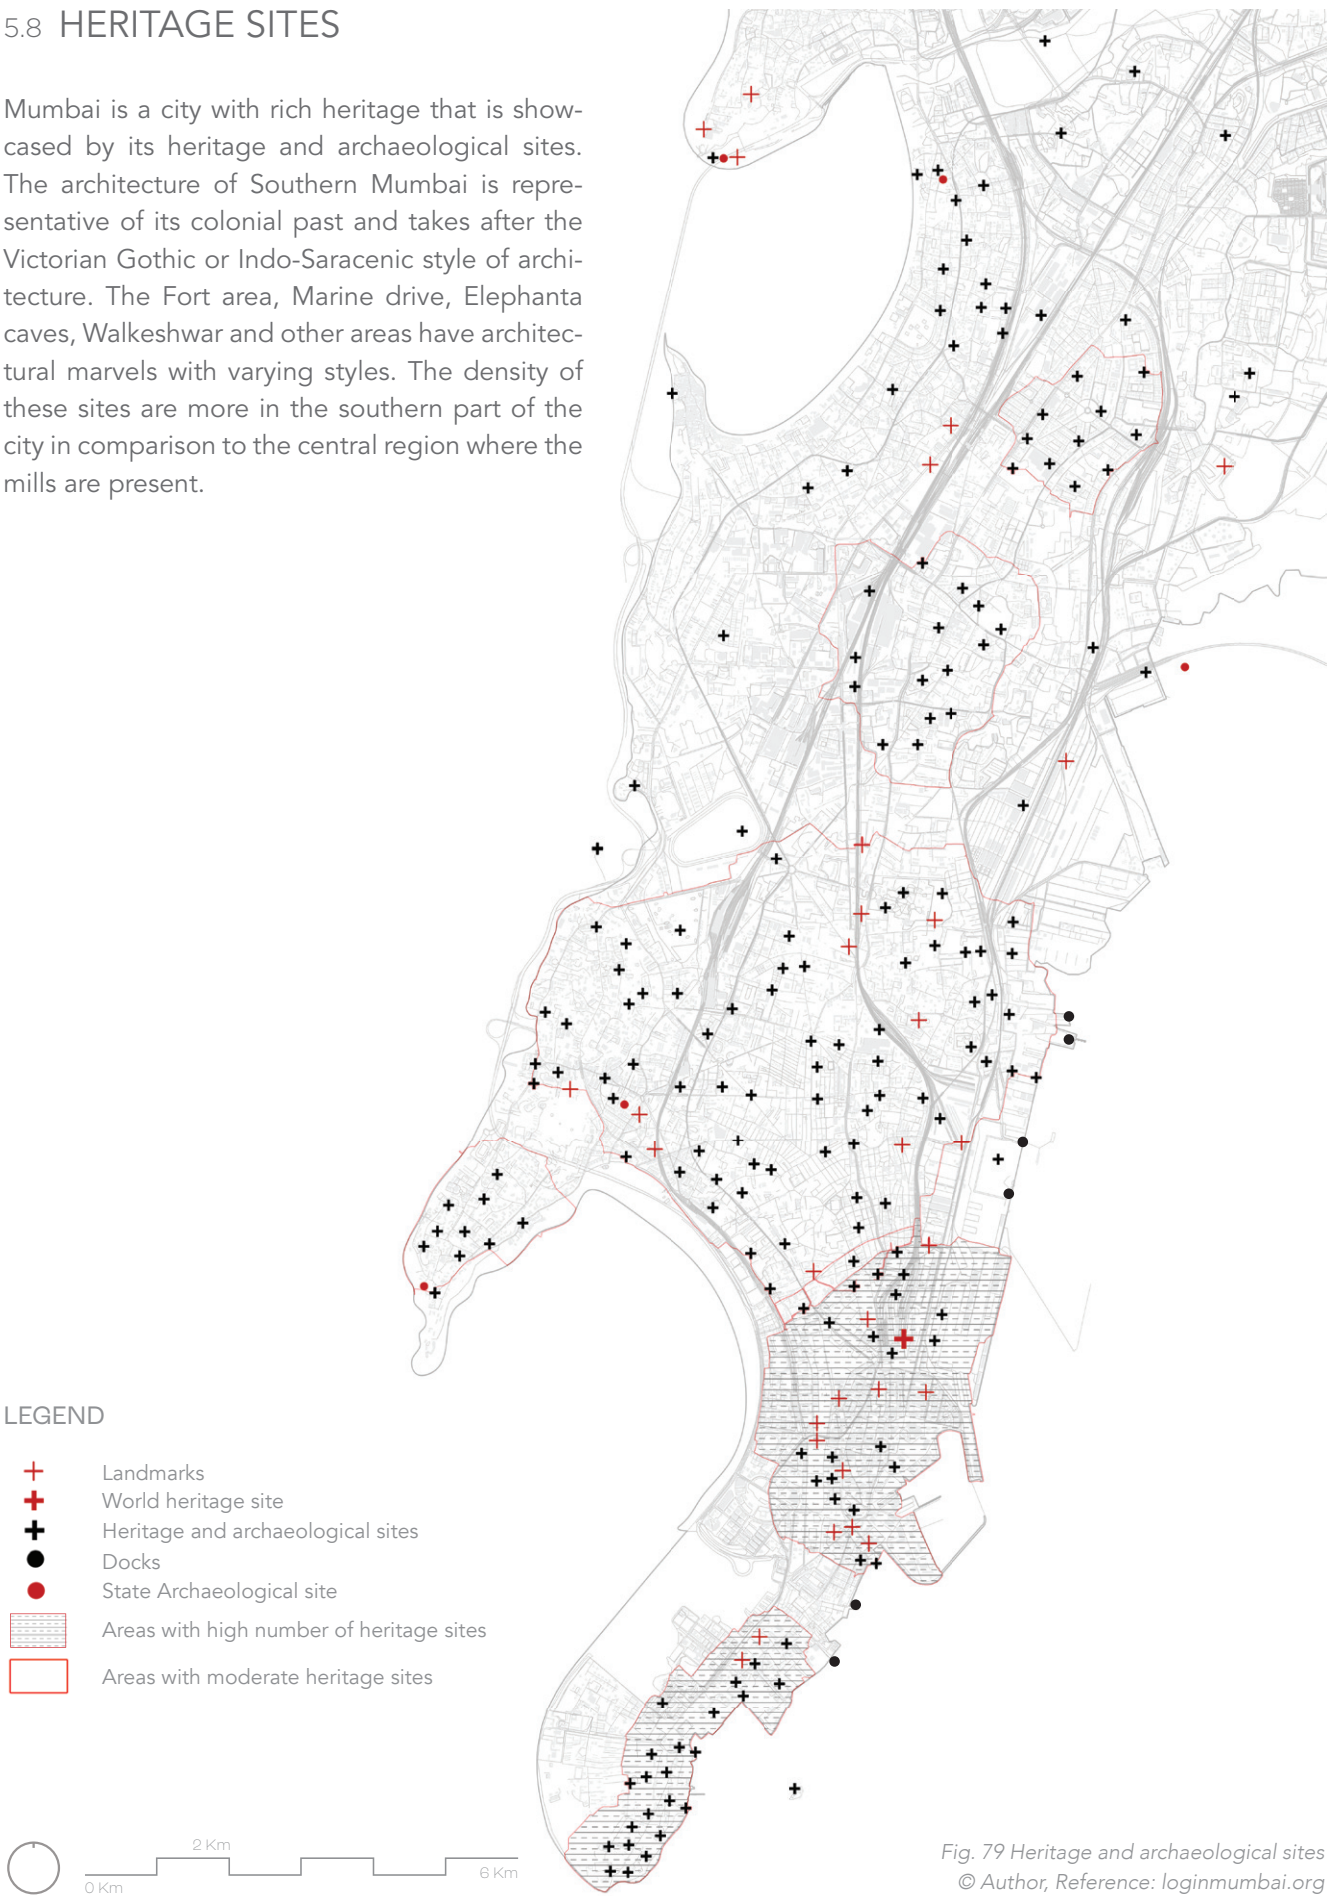 5.8 HERITAGE SITES
Mumbai is a city with rich heritage that is show-
cased by its heritage and archaeological sites.
The architecture of Southern Mumbai is repre-
sentative of its colonial past and takes after the
Victorian Gothic or Indo-Saracenic style of archi-
tecture. The Fort area, Marine drive, Elephanta
caves, Walkeshwar and other areas have architec-
tural marvels with varying styles. The density of
these sites are more in the southern part of the
city in comparison to the central region where the
mills are present.
LEGEND
Landmarks
World heritage site
Heritage and archaeological sites
Docks
State Archaeological site
Areas with high number of heritage sites
Areas with moderate heritage sites
2 Km
6 Km
0 Km
Fig. 79 Heritage and archaeological sites
© Author, Reference: loginmumbai.org